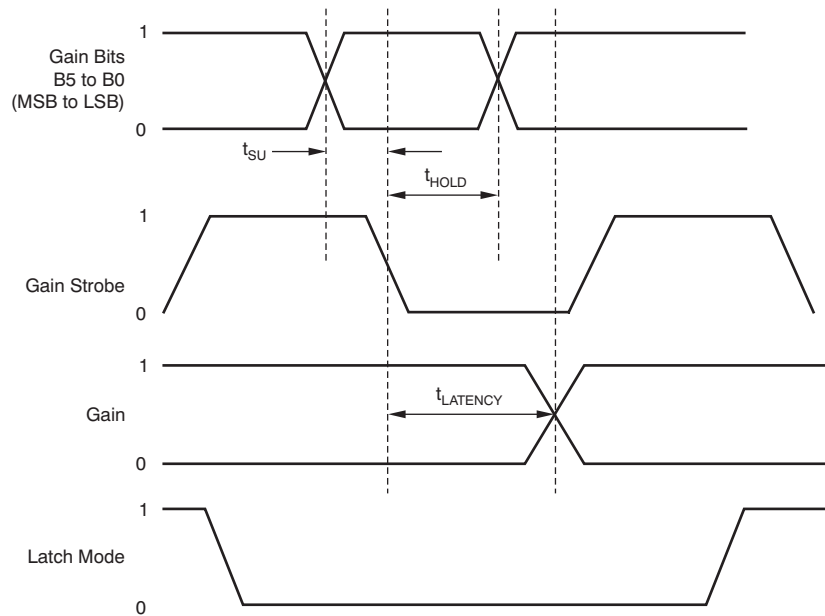 1
Gain Bits
B5 to B0
(MSB to LSB)
0
tSU
tHOLD
1
Gain Strobe
0
1
tLATENCY
Gain
0
1
Latch Mode
0